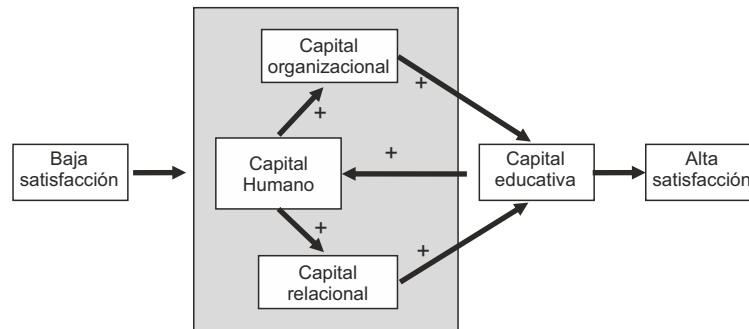 Capital
organizacional
+
+
Baja
satisfacción
Capital
Humano
+
Capital
educativa
Alta
satisfacción
+
+
Capital
relacional